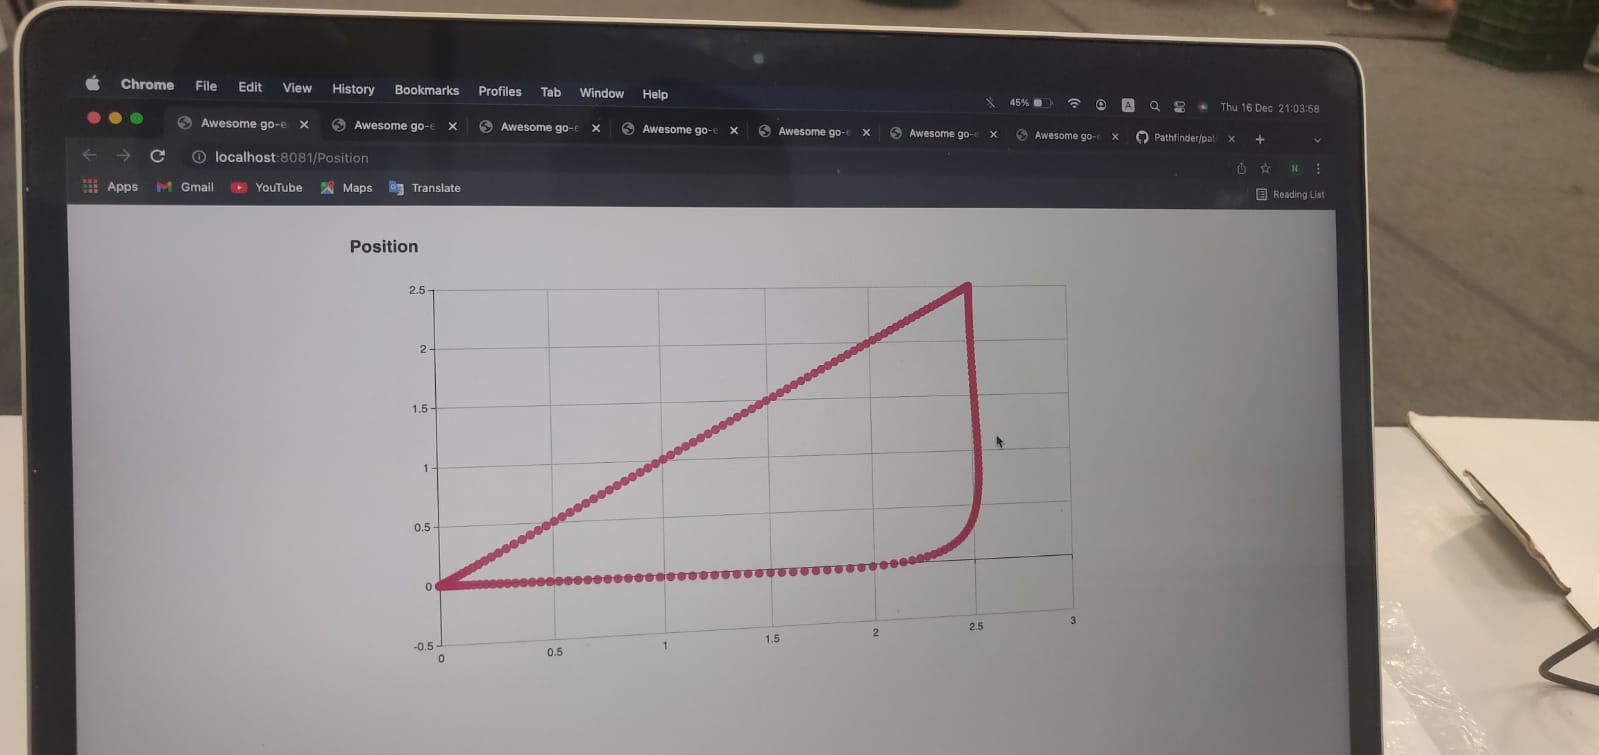 Chrome File Edit View History Bookmarks Profiles Tab Window Help
45% A Thu 16 Dec 21:03:58
Awesome go-e Awesome go-e Awesome go-e Awesome go-e Awesome go-e Awesome go-e Awesome go-e Pathfinder/pat
localhost:8081/Position
N
Apps Gmail YouTube Maps Translate
Reading List
Position
2.5
2
1.5
1
0.5
0
-0.5
0 0.5 1 1.5 2 2.5 3